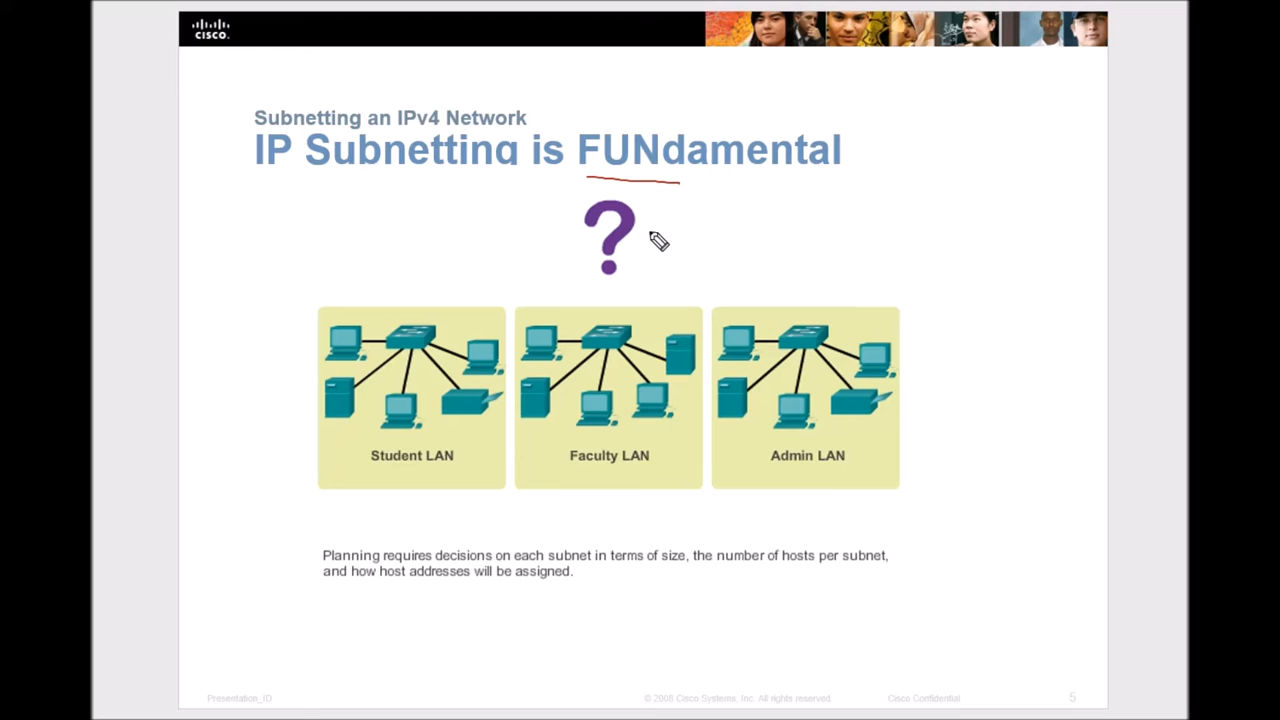 CISCO.
Subnetting an IPv4 Network
IP Subnetting is FUNdamental
?
Student LAN
Faculty LAN
Admin LAN
Planning requires decisions on each subnet in terms of size, the number of hosts per subnet,
and how host addresses will be assigned.
Presentation_ID
© 2008 Cisco Systems, Inc. All rights reserved
Cisco Confidential
5